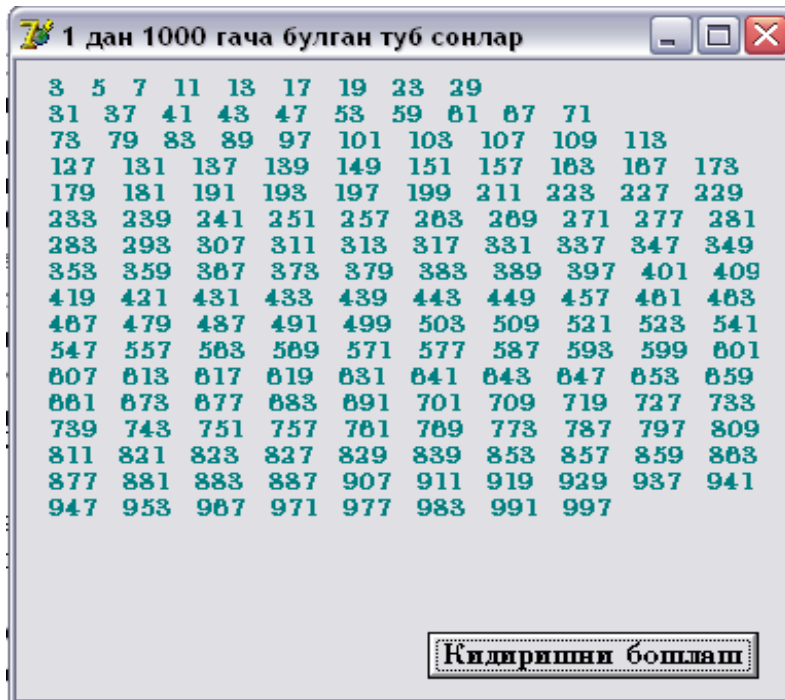 1 дан 1000 гача булган туб сонлар
3 5 7 11 13 17 19 23 29
31 37 41 43 47 53 59 61 67 71
73 79 83 89 97 101 103 107 109 113
127 131 137 139 149 151 157 163 167 173
179 181 191 193 197 199 211 223 227 229
233 239 241 251 257 263 269 271 277 281
283 293 307 311 313 317 331 337 347 349
353 359 367 373 379 383 389 397 401 409
419 421 431 433 439 443 449 457 461 463
467 479 487 491 499 503 509 521 523 541
547 557 563 569 571 577 587 593 599 601
607 613 617 619 631 641 643 647 653 659
661 673 677 683 691 701 709 719 727 733
739 743 751 757 761 769 773 787 797 809
811 821 823 827 829 839 853 857 859 863
877 881 883 887 907 911 919 929 937 941
947 953 967 971 977 983 991 997
Кидиришни бошлаш